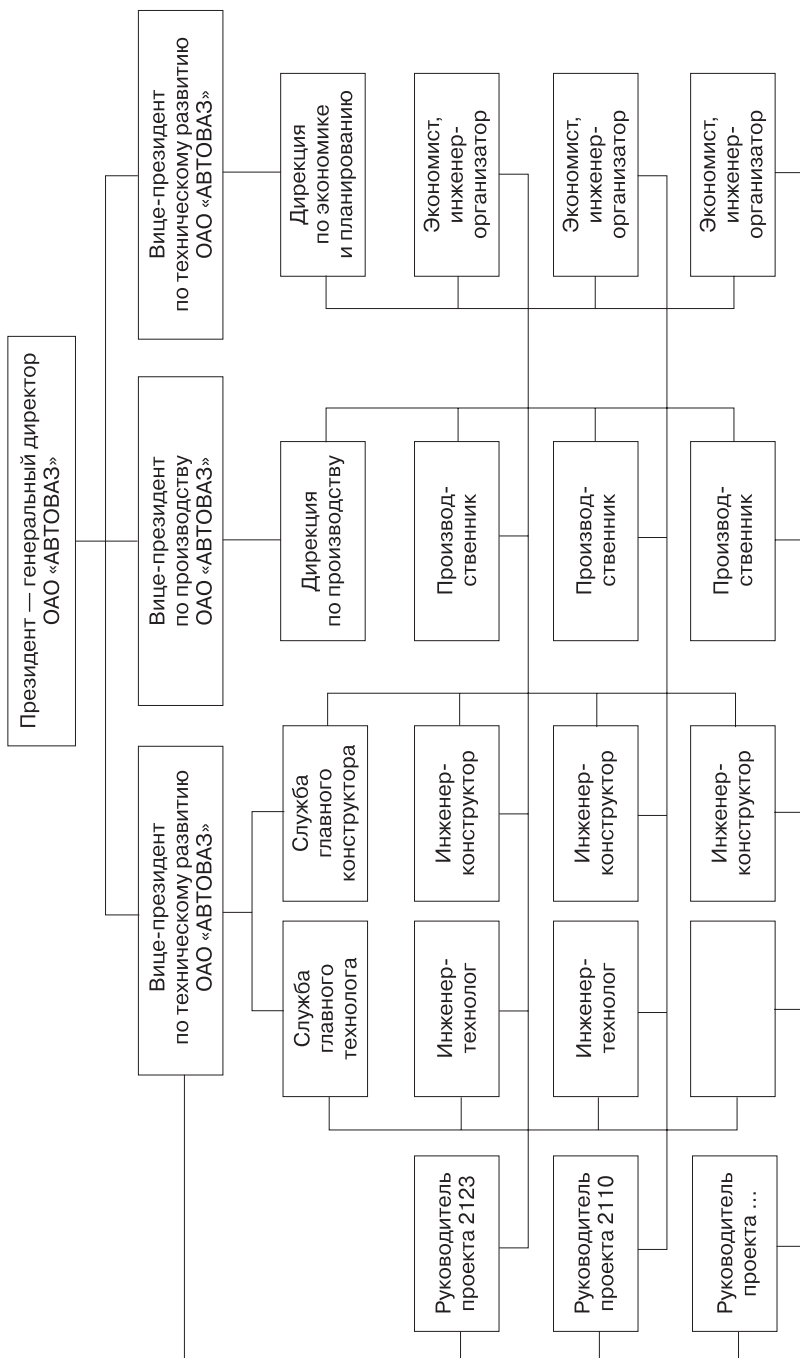 Президент — генеральный директор
ОАО «АВТОВАЗ»
Вице-президент
по техническому развитию
ОАО «АВТОВАЗ»
Вице-президент
по производству
ОАО «АВТОВАЗ»
Вице-президент
по техническому развитию
ОАО «АВТОВАЗ»
Служба
главного
технолога
Служба
главного
конструктора
Дирекция
по производству
Дирекция
по экономике
и планированию
Руководитель
проекта 2123
Инженер-
технолог
Инженер-
конструктор
Производ-
ственник
Экономист,
инженер-
организатор
Руководитель
проекта 2110
Инженер-
технолог
Инженер-
конструктор
Производ-
ственник
Экономист,
инженер-
организатор
Руководитель
проекта ...
Инженер-
конструктор
Производ-
ственник
Экономист,
инженер-
организатор